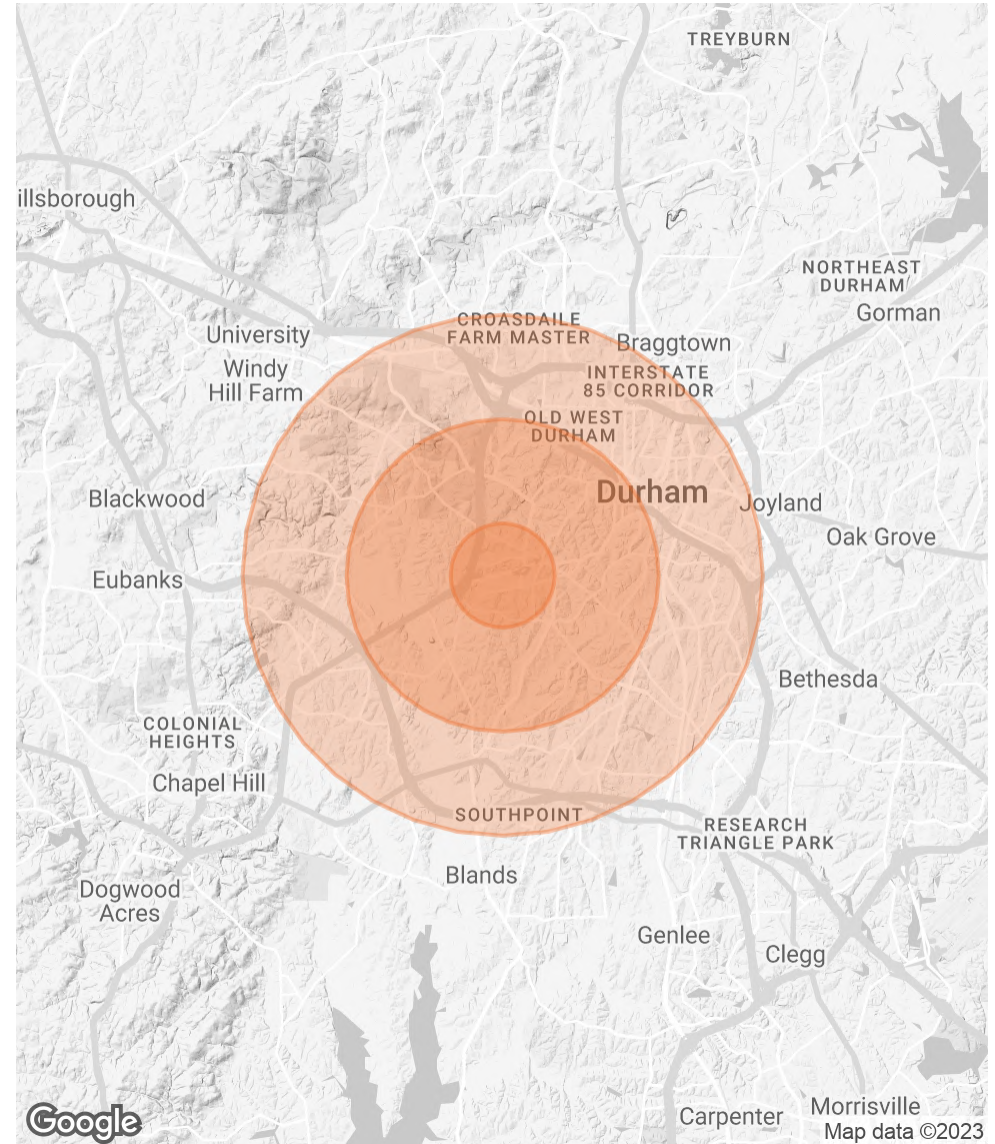 TREYBURN
illsborough
NORTHEAST
DURHAM
Gorman
CROASDAILE
FARM MASTER
University
Braggtown
Windy
Hill Farm
INTERSTATE
85 CORRIDOR
OLD WEST
DURHAM
Durham
Blackwood
Joyland
Oak Grove
Eubanks
Bethesda
COLONIAL
HEIGHTS
Chapel Hill
SOUTHPOINT
RESEARCH
TRIANGLE PARK
Blands
Dogwood
Acres
Genlee
Clegg
Carpenter
Morrisville
Google
Map data ©2023